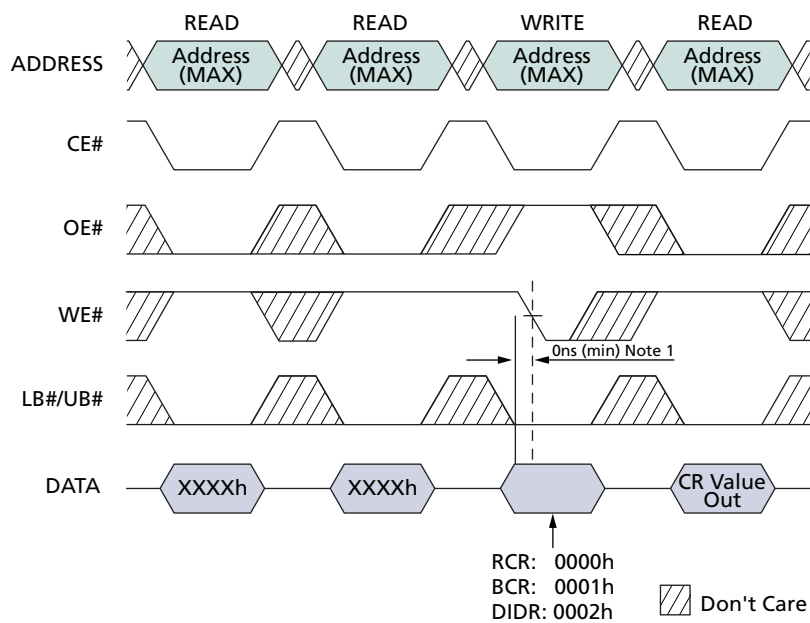 READ READ WRITE READ
ADDRESS Address (MAX) Address (MAX) Address (MAX) Address (MAX)
CE#
OE#
WE#
0ns (min) Note 1
LB#/UB#
DATA XXXXh XXXXh CR Value Out
RCR: 0000h
BCR: 0001h
DIDR: 0002h
Don't Care